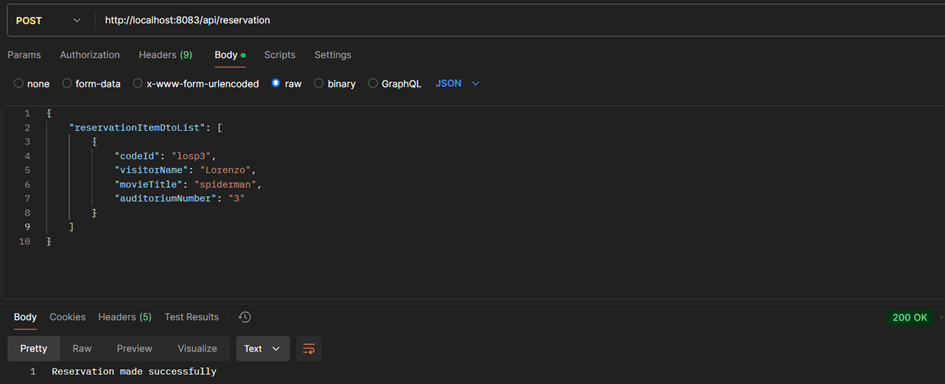 POST http://localhost:8083/api/reservation
Params Authorization Headers (9) Body Scripts Settings
none form-data x-www-form-urlencoded raw binary GraphQL JSON
1 {
2 "reservationItemDtoList": [
3 {
4 "codeId": "losp3",
5 "visitorName": "Lorenzo",
6 "movieTitle": "spiderman",
7 "auditoriumNumber": "3"
8 }
9 ]
10 }
Body Cookies Headers (5) Test Results 200 OK
Pretty Raw Preview Visualize Text
1 Reservation made successfully